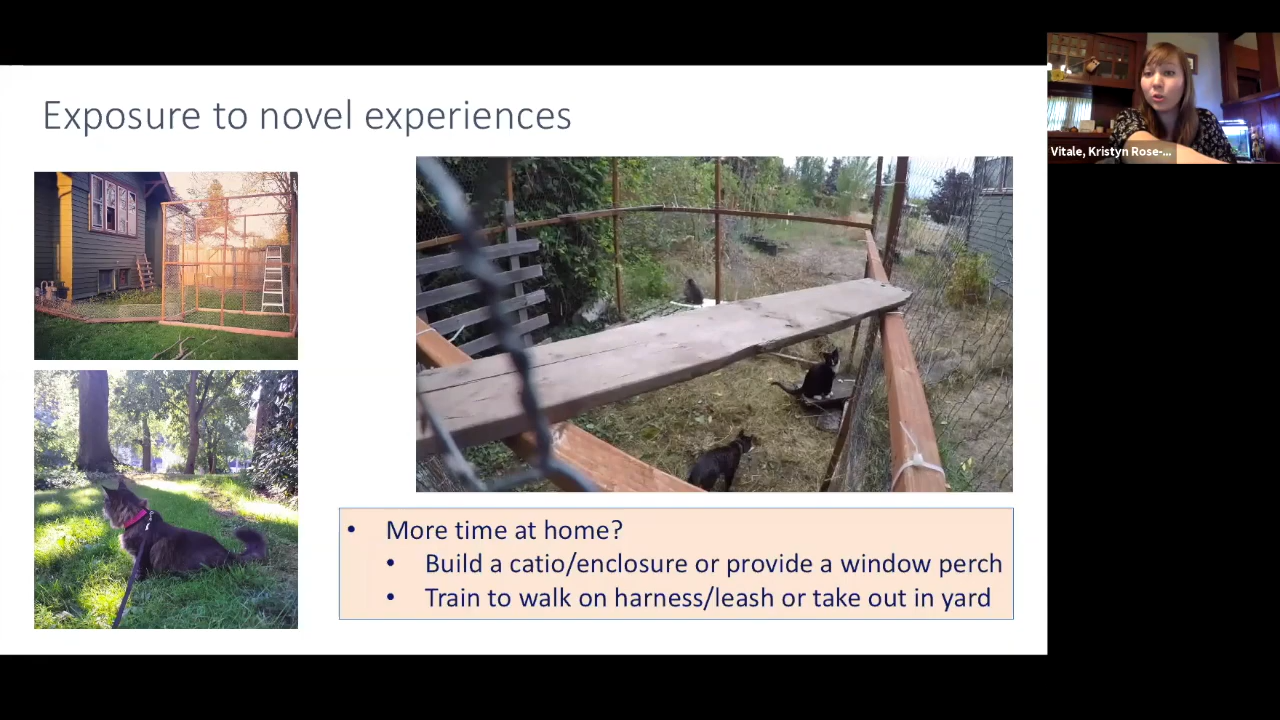 Exposure to novel experiences
Vitale, Kristyn Rose-...
• More time at home?
• Build a catio/enclosure or provide a window perch
• Train to walk on harness/leash or take out in yard